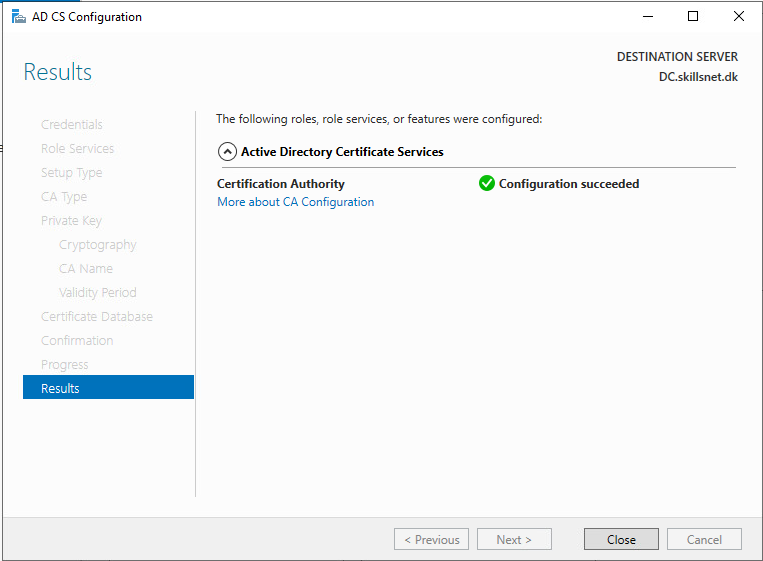 AD CS Configuration
DESTINATION SERVER
DC.skillsnet.dk
Results
Credentials
Role Services
Setup Type
CA Type
Private Key
Cryptography
CA Name
Validity Period
Certificate Database
Confirmation
Progress
Results
The following roles, role services, or features were configured:
Active Directory Certificate Services
Certification Authority
Configuration succeeded
More about CA Configuration
< Previous
Next >
Close
Cancel